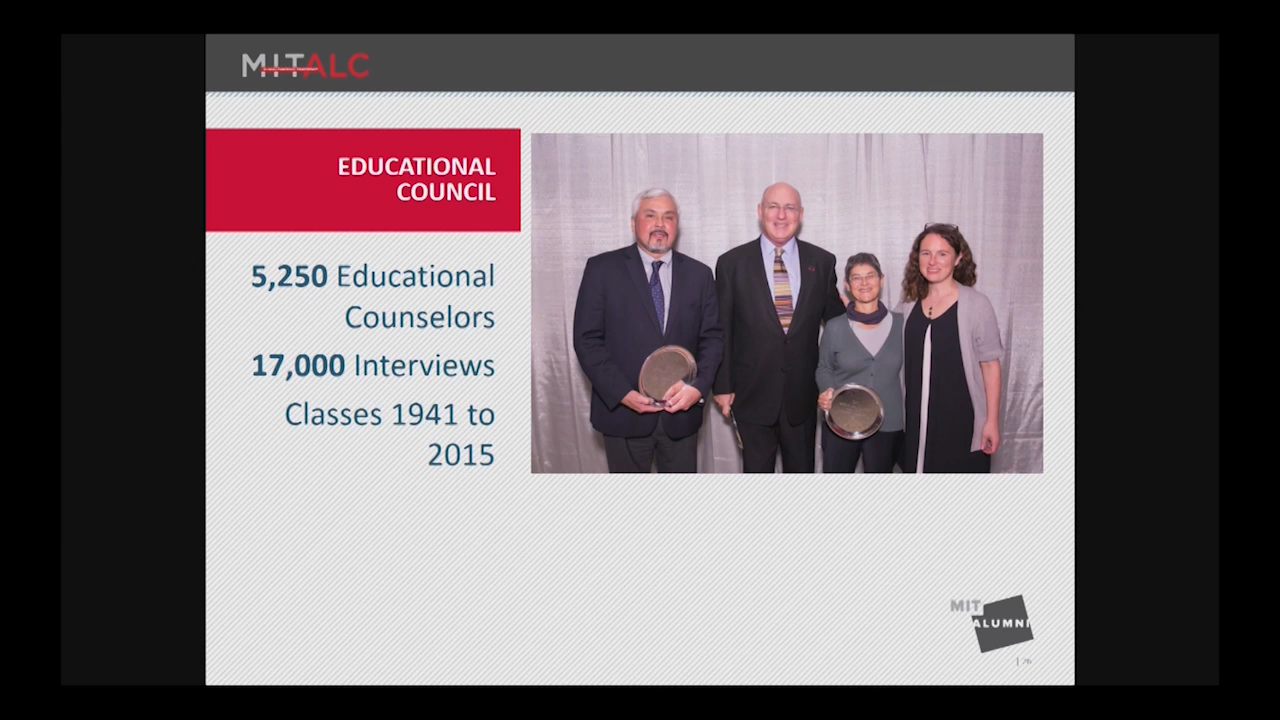 MITALC
EDUCATIONAL
COUNCIL
5,250 Educational
Counselors
17,000 Interviews
Classes 1941 to
2015
MIT
ALUMNI